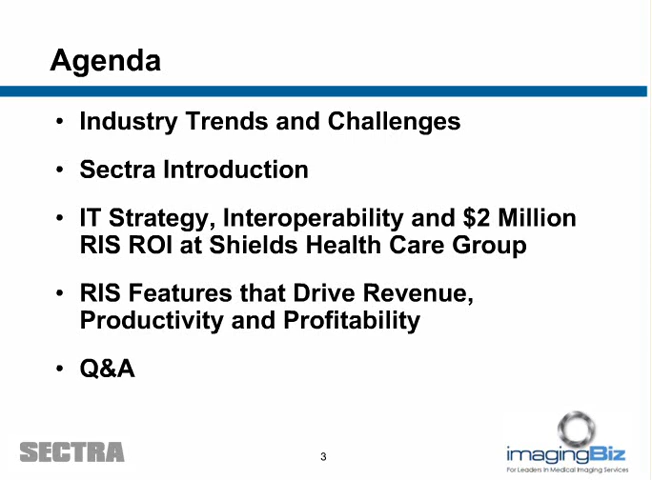 Agenda
• Industry Trends and Challenges
• Sectra Introduction
• IT Strategy, Interoperability and $2 Million
RIS ROI at Shields Health Care Group
• RIS Features that Drive Revenue,
Productivity and Profitability
• Q&A
SECTRA
3
imagingBiz
For Leaders in Medical Imaging Services